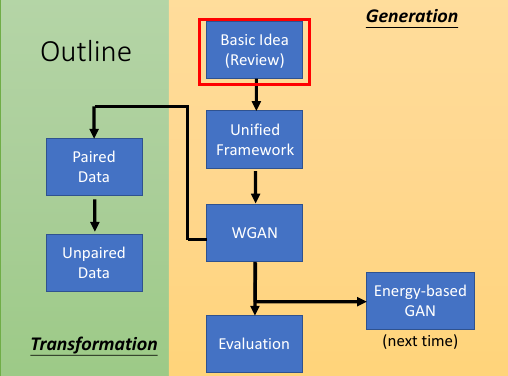 Generation
Outline
Basic Idea
(Review)
Unified
Framework
Paired
Data
WGAN
Unpaired
Data
Energy-based
GAN
(next time)
Transformation
Evaluation